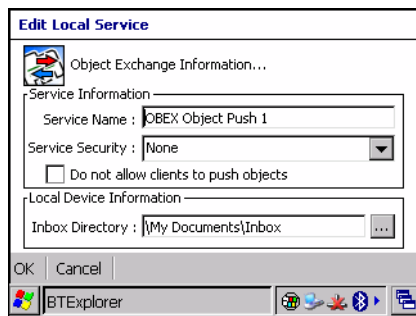 Edit Local Service
Object Exchange Information...
Service Information
Service Name : OBEX Object Push 1
Service Security : None
Do not allow clients to push objects
Local Device Information
Inbox Directory : \My Documents\Inbox ...
OK Cancel
BTExplorer